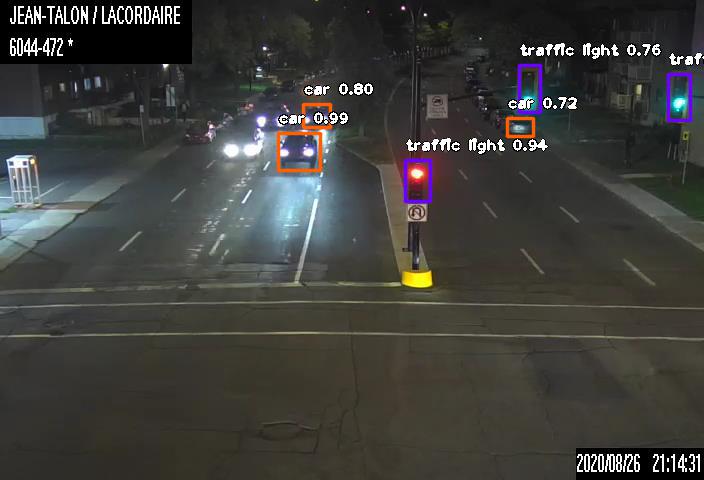 JEAN-TALON / LACORDAIRE
6044-472 *
traffic light 0.76
traff
car 0.80
car 0.72
car 0.99
traffic light 0.94
2020/08/26 21:14:31